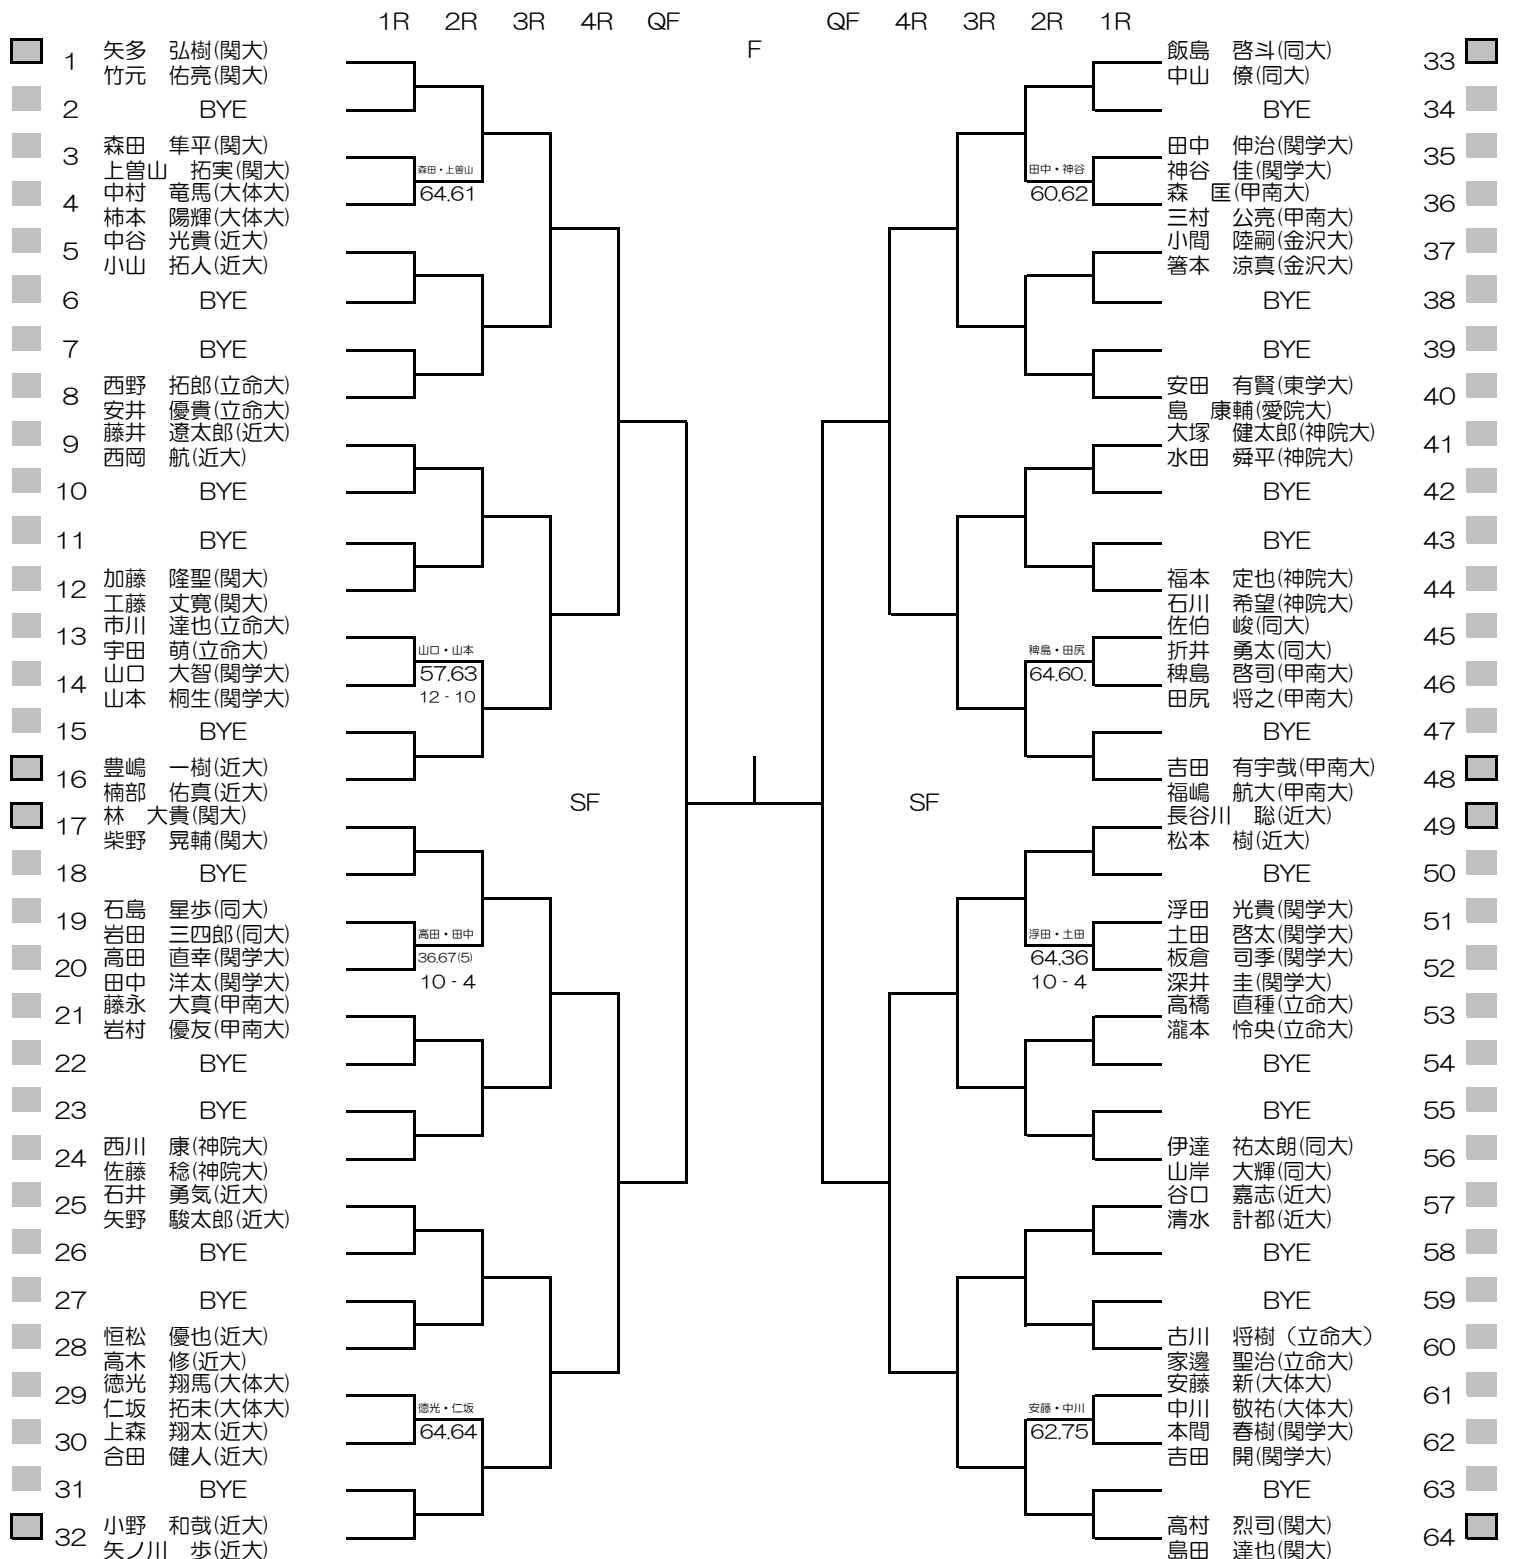 1R 2R 3R 4R QF F QF 4R 3R 2R 1R
1 矢多 弘樹(関大)
竹元 佑亮(関大)
2 BYE
3 森田 隼平(関大)
上曽山 拓実(関大)
4 中村 竜馬(大体大)
柿本 陽輝(大体大)
森田・上曽山
64.61
5 中谷 光貴(近大)
小山 拓人(近大)
6 BYE
7 BYE
8 西野 拓郎(立命大)
安井 優貴(立命大)
9 藤井 遼太郎(近大)
西岡 航(近大)
10 BYE
11 BYE
12 加藤 隆聖(関大)
工藤 丈寛(関大)
13 市川 達也(立命大)
宇田 萌(立命大)
14 山口 大智(関学大)
山本 桐生(関学大)
山口・山本
57.63
12 - 10
15 BYE
16 豊嶋 一樹(近大)
楠部 佑真(近大)
SF
17 林 大貴(関大)
柴野 晃輔(関大)
18 BYE
19 石島 星歩(同大)
岩田 三四郎(同大)
20 高田 直幸(関学大)
田中 洋太(関学大)
高田・田中
36.67(5)
10 - 4
21 藤永 大真(甲南大)
岩村 優友(甲南大)
22 BYE
23 BYE
24 西川 康(神院大)
佐藤 稔(神院大)
25 石井 勇気(近大)
矢野 駿太郎(近大)
26 BYE
27 BYE
28 恒松 優也(近大)
高木 修(近大)
29 徳光 翔馬(大体大)
仁坂 拓未(大体大)
30 上森 翔太(近大)
合田 健人(近大)
徳光・仁坂
64.64
31 BYE
32 小野 和哉(近大)
矢ノ川 歩(近大)
飯島 啓斗(同大) 33
中山 僚(同大)
BYE 34
田中 伸治(関学大) 35
神谷 佳(関学大)
森 匡(甲南大) 36
三村 公亮(甲南大)
田中・神谷
60.62
小間 陸嗣(金沢大) 37
箸本 涼真(金沢大)
BYE 38
BYE 39
安田 有賢(東学大) 40
島 康輔(愛院大)
大塚 健太郎(神院大) 41
水田 舜平(神院大)
BYE 42
BYE 43
福本 定也(神院大) 44
石川 希望(神院大)
佐伯 峻(同大) 45
折井 勇太(同大)
稗島 啓司(甲南大) 46
田尻 将之(甲南大)
稗島・田尻
64.60.
BYE 47
吉田 有宇哉(甲南大) 48
福嶋 航大(甲南大)
SF
長谷川 聡(近大) 49
松本 樹(近大)
BYE 50
浮田 光貴(関学大) 51
土田 啓太(関学大)
板倉 司季(関学大) 52
深井 圭(関学大)
浮田・土田
64.36
10 - 4
高橋 直種(立命大) 53
瀧本 怜央(立命大)
BYE 54
BYE 55
伊達 祐太朗(同大) 56
山岸 大輝(同大)
谷口 嘉志(近大) 57
清水 計都(近大)
BYE 58
BYE 59
古川 将樹（立命大） 60
家邊 聖治(立命大)
安藤 新(大体大) 61
中川 敬祐(大体大)
本間 春樹(関学大) 62
吉田 開(関学大)
安藤・中川
62.75
BYE 63
高村 烈司(関大) 64
島田 達也(関大)